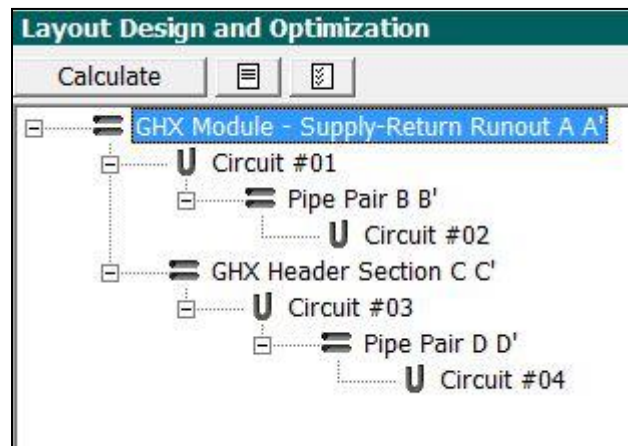 Layout Design and Optimization
Calculate
GHX Module - Supply-Return Runout A A'
Circuit #01
Pipe Pair B B'
Circuit #02
GHX Header Section C C'
Circuit #03
Pipe Pair D D'
Circuit #04